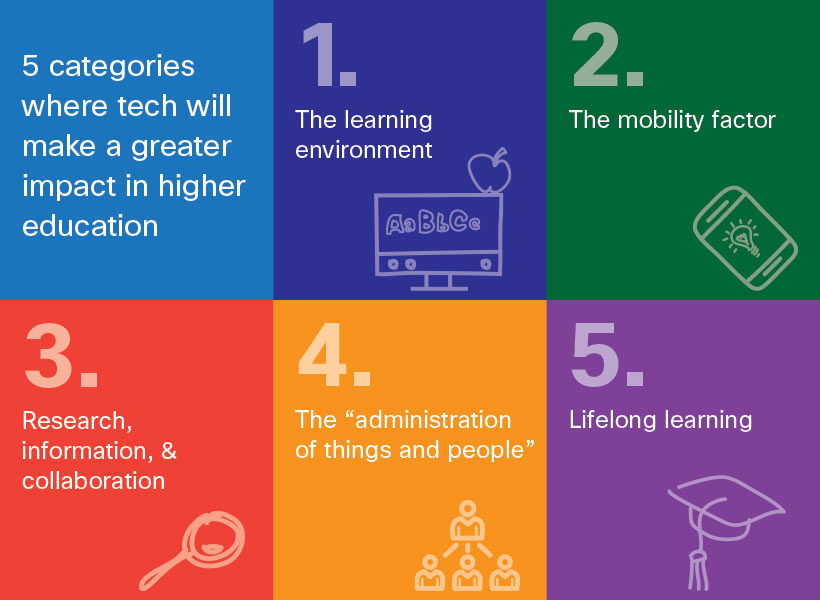 5 categories
where tech will
make a greater
impact in higher
education
1.
The learning
environment
AaBbCc
2.
The mobility factor
3.
Research,
information, &
collaboration
4.
The “administration
of things and people”
5.
Lifelong learning